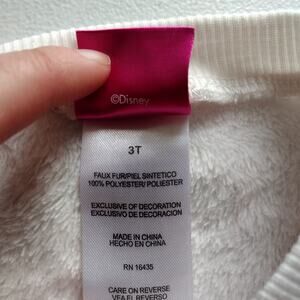 ©Disney
3T
FAUX FUR/PIEL SINTETICO
100% POLYESTER/ POLIESTER
EXCLUSIVE OF DECORATION
EXCLUSIVO DE DECORACION
MADE IN CHINA
HECHO EN CHINA
RN 16435
CARE ON REVERSE
VEA EL REVERSO